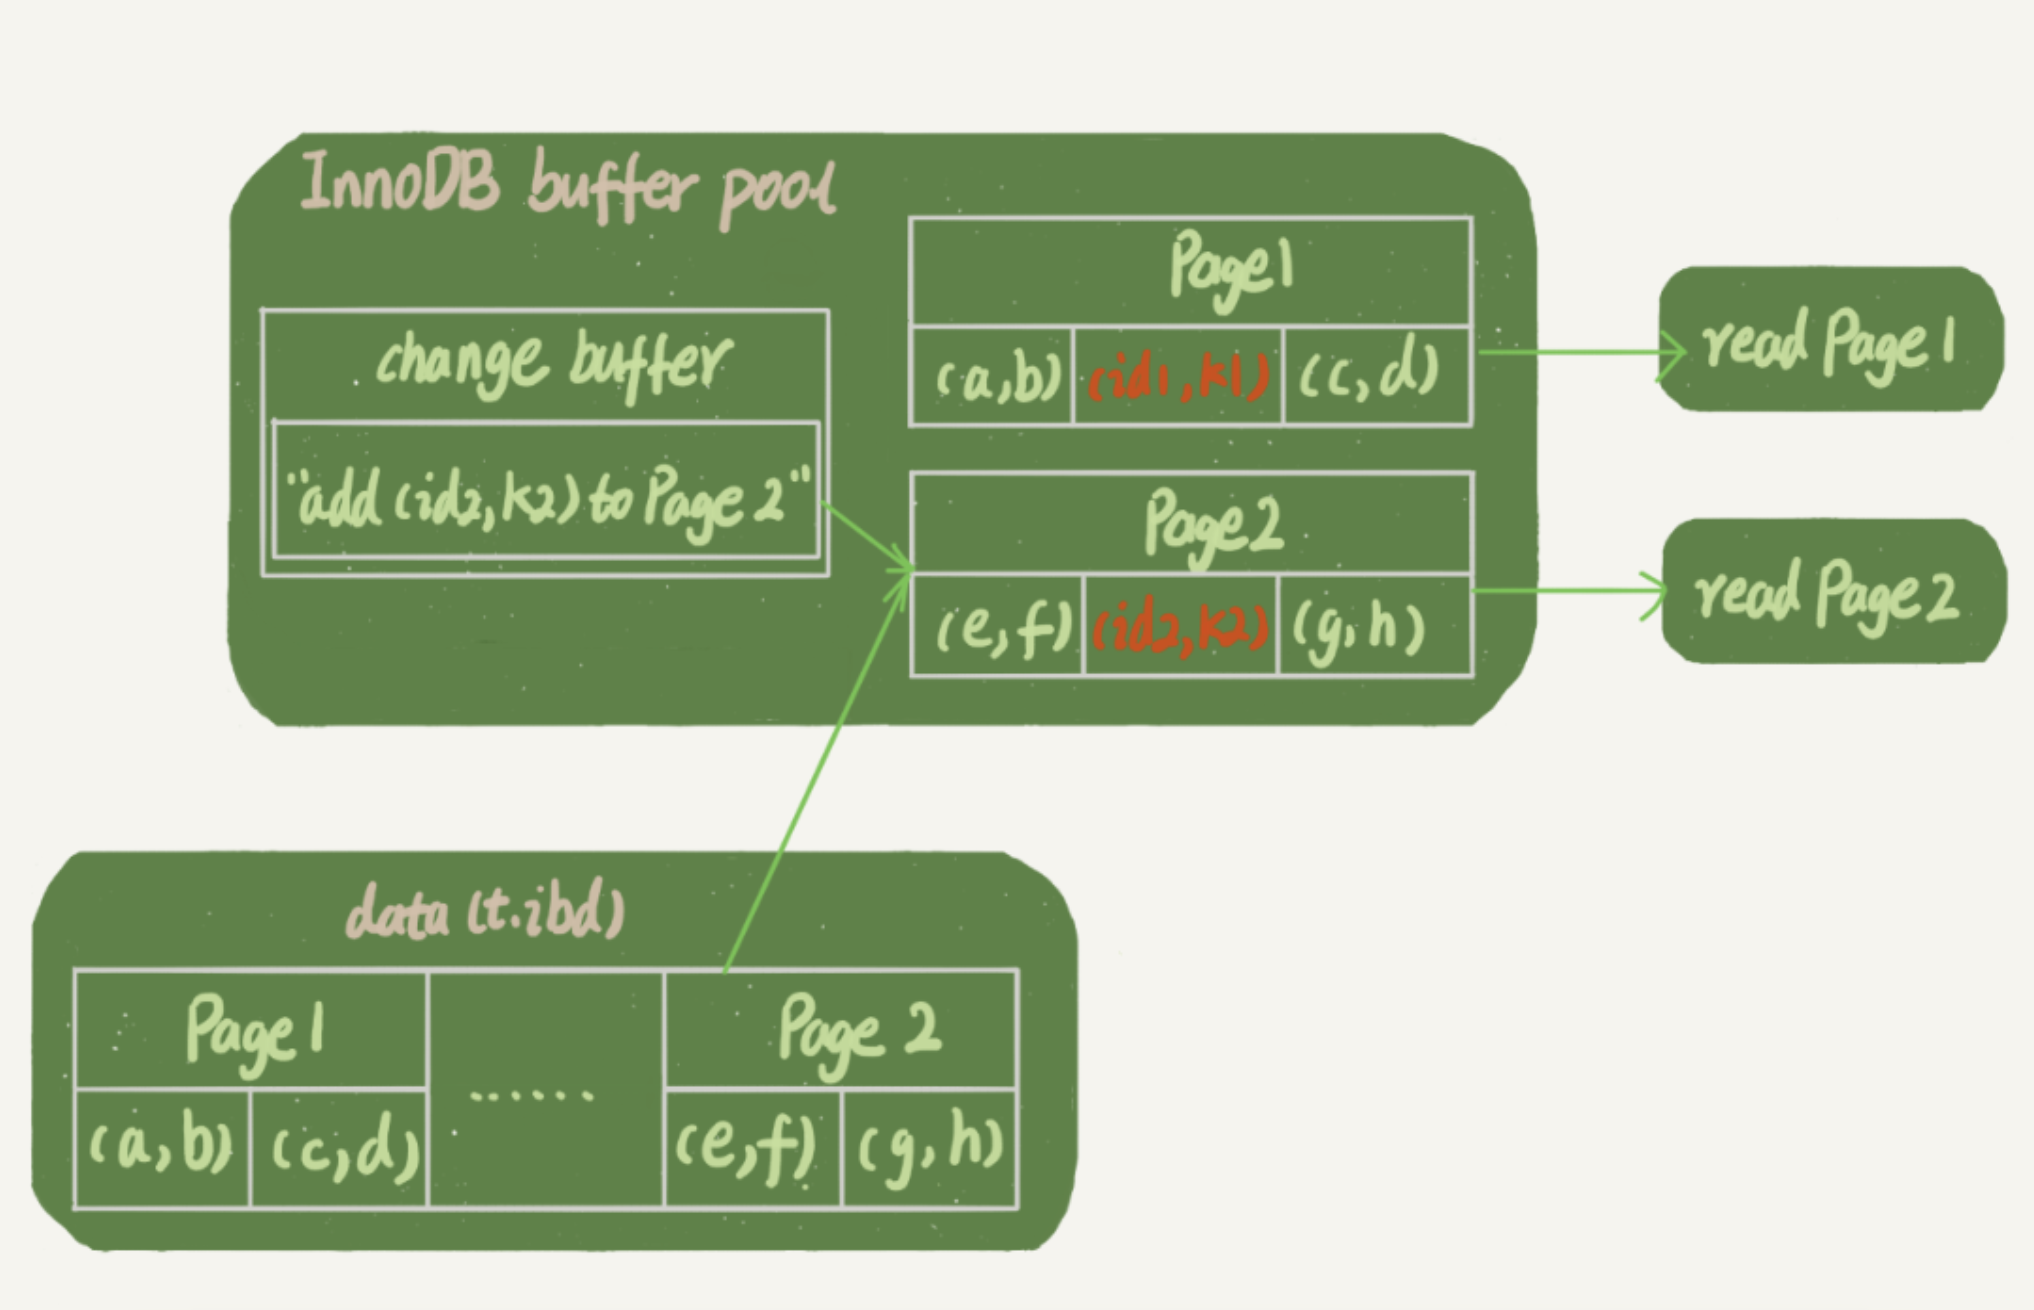 InnoDB buffer pool
change buffer
"add (id2,k2) to Page 2"
Page1
(a,b) (id1,k1) (c,d)
Page2
(e,f) (id2,k2) (g,h)
read Page 1
read Page 2
data (t.ibd)
Page 1
(a,b) (c,d)
......
Page 2
(e,f) (g,h)